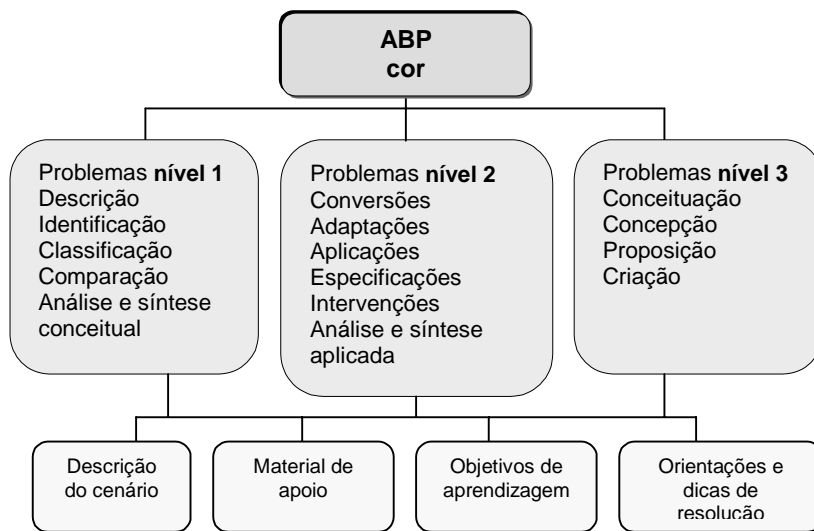 ABP
cor
Problemas nível 1
Descrição
Identificação
Classificação
Comparação
Análise e síntese
conceitual
Problemas nível 2
Conversões
Adaptações
Aplicações
Especificações
Intervenções
Análise e síntese
aplicada
Problemas nível 3
Conceituação
Concepção
Proposição
Criação
Descrição
do cenário
Material de
apoio
Objetivos de
aprendizagem
Orientações e
dicas de
resolução